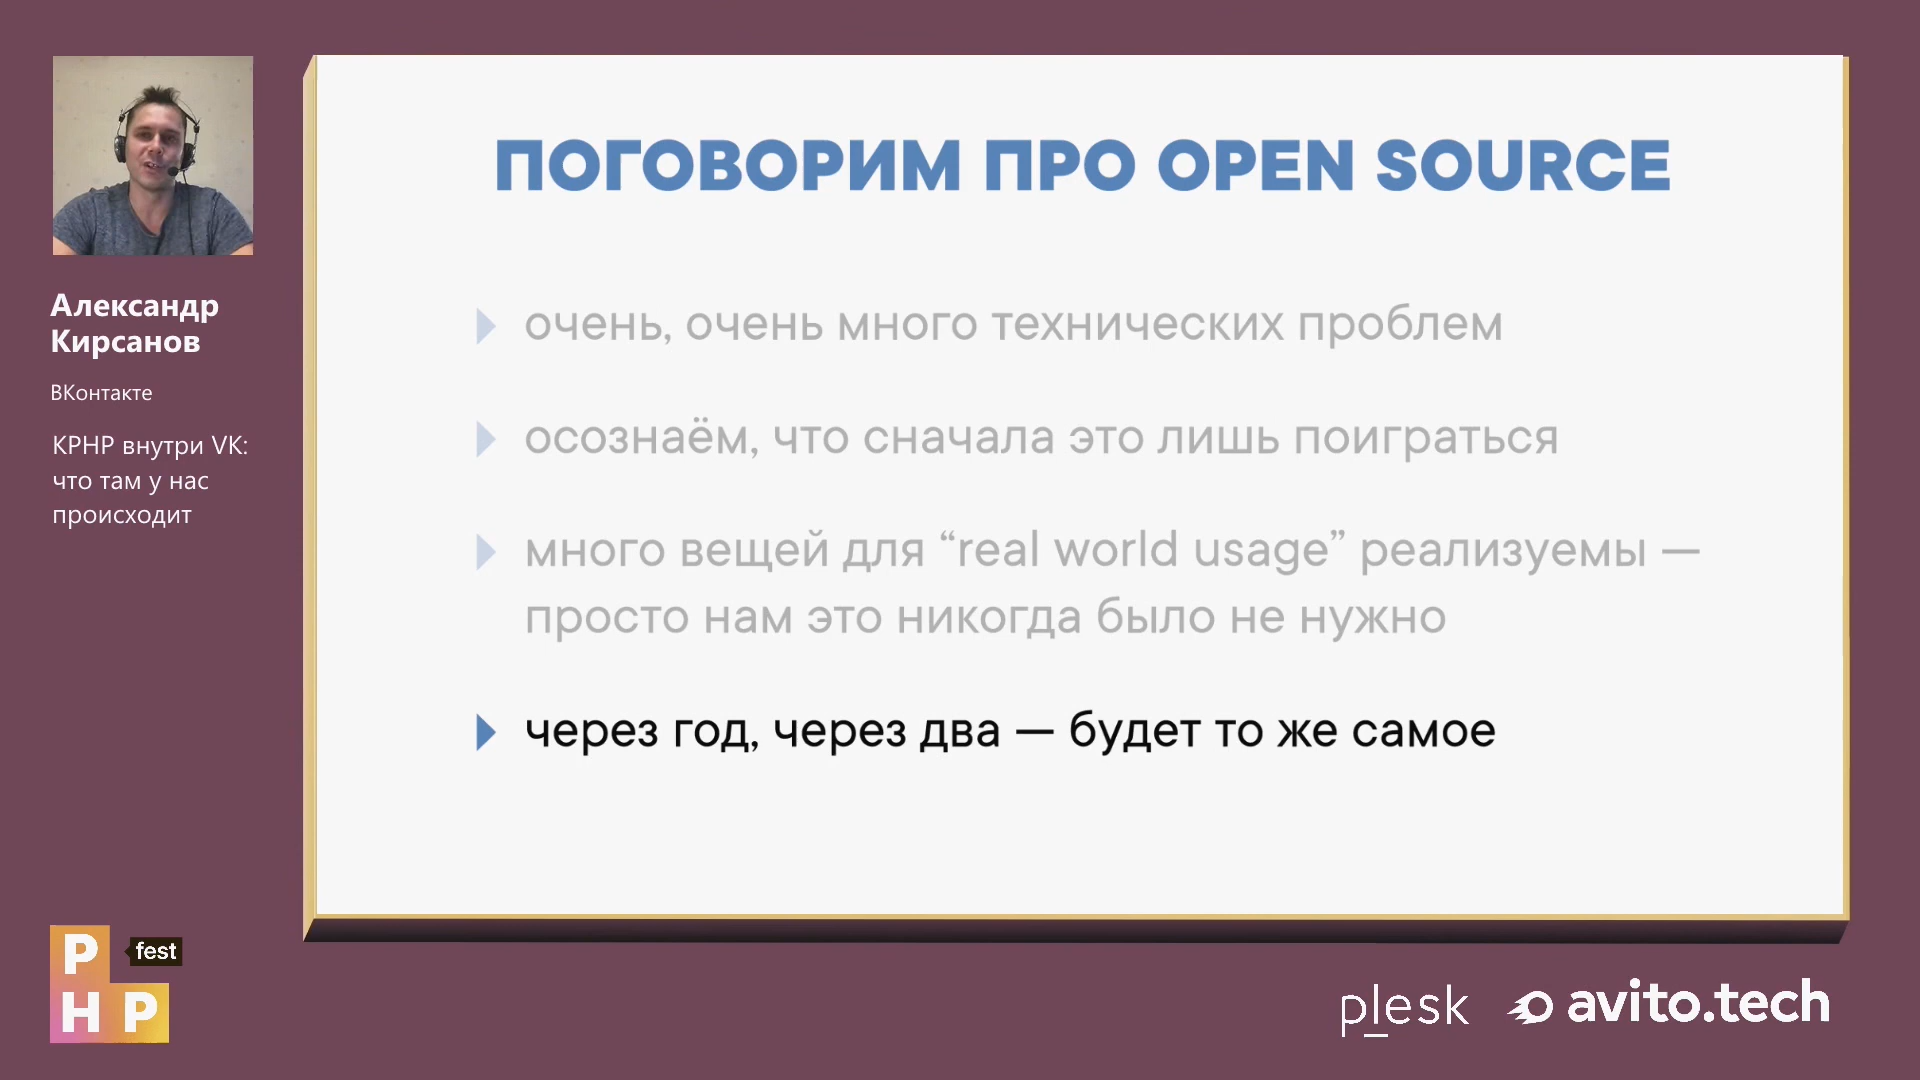 Александр
Кирсанов
ВКонтакте
KPHP внутри VK:
что там у нас
происходит
ПОГОВОРИМ ПРО OPEN SOURCE
очень, очень много технических проблем
осознаём, что сначала это лишь поиграться
много вещей для “real world usage” реализуемы —
просто нам это никогда было не нужно
через год, через два — будет то же самое
P fest
H P
plesk
avito.tech